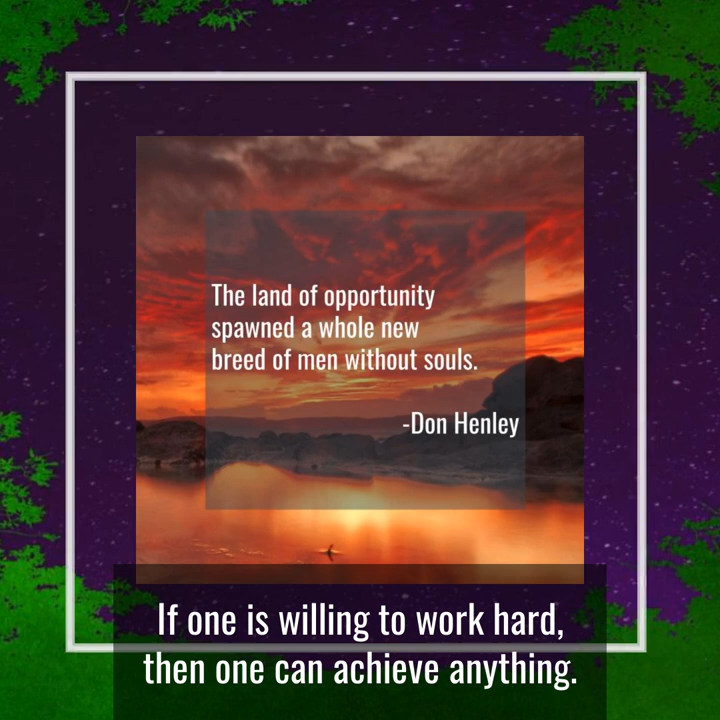 The land of opportunity
spawned a whole new
breed of men without souls.
-Don Henley
If one is willing to work hard,
then one can achieve anything.